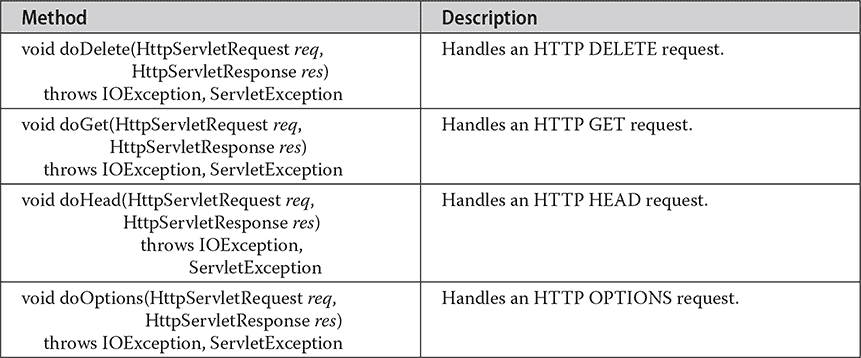 Method Description
void doDelete(HttpServletRequest req, Handles an HTTP DELETE request.
HttpServletResponse res)
throws IOException, ServletException
void doGet(HttpServletRequest req, Handles an HTTP GET request.
HttpServletResponse res)
throws IOException, ServletException
void doHead(HttpServletRequest req, Handles an HTTP HEAD request.
HttpServletResponse res)
throws IOException,
ServletException
void doOptions(HttpServletRequest req, Handles an HTTP OPTIONS request.
HttpServletResponse res)
throws IOException, ServletException